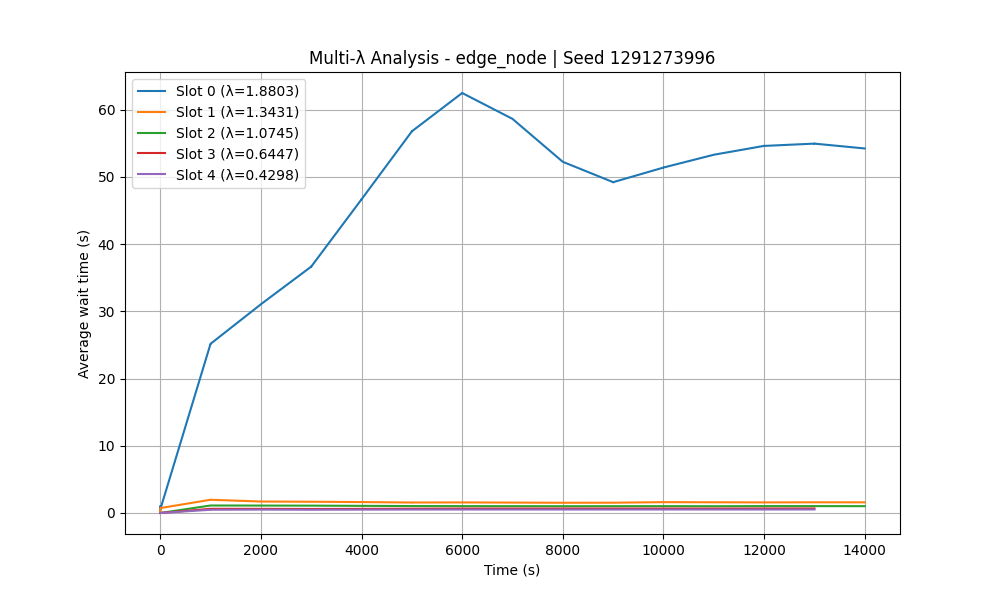 Multi-λ Analysis - edge_node | Seed 1291273996
Slot 0 (λ=1.8803)
Slot 1 (λ=1.3431)
Slot 2 (λ=1.0745)
Slot 3 (λ=0.6447)
Slot 4 (λ=0.4298)
Average wait time (s)
60
50
40
30
20
10
0
0 2000 4000 6000 8000 10000 12000 14000
Time (s)